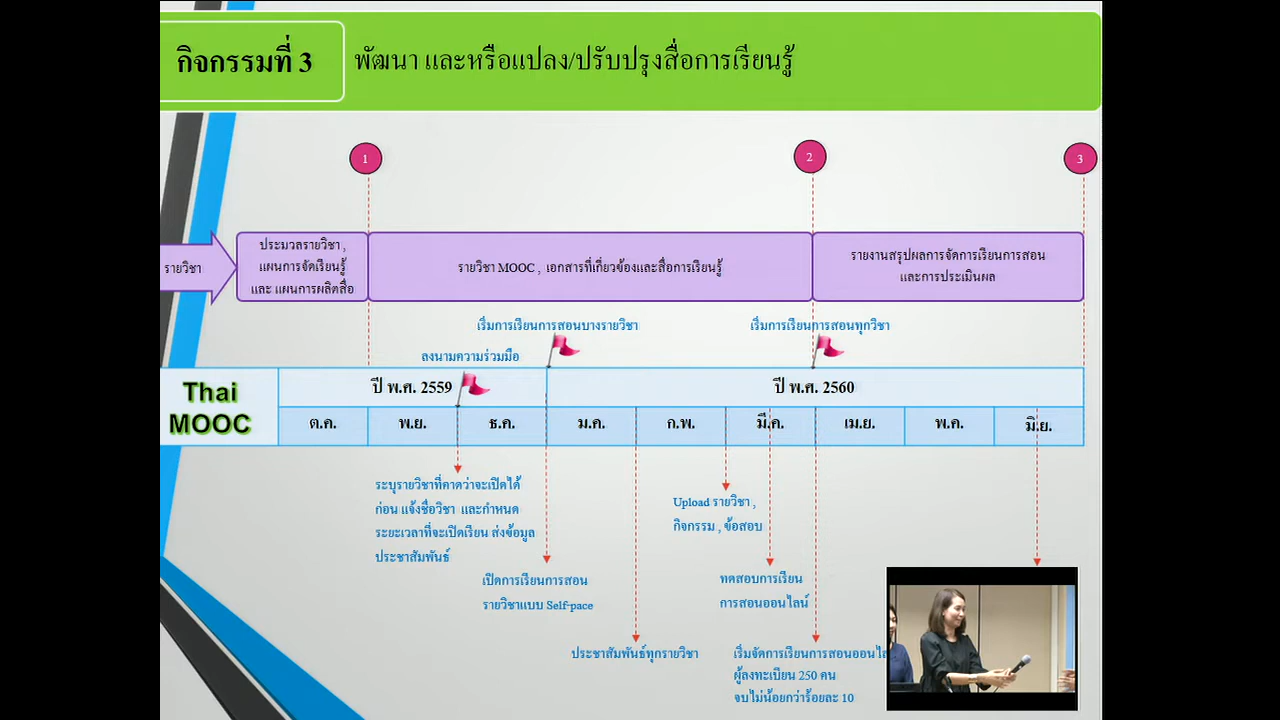 กิจกรรมที่ 3
พัฒนา และหรือแปลง/ปรับปรุงสื่อการเรียนรู้
1
2
3
รายวิชา
ประมวลรายวิชา ,
แผนการจัดเรียนรู้
และ แผนการผลิตสื่อ
รายวิชา MOOC , เอกสารที่เกี่ยวข้องและสื่อการเรียนรู้
รายงานสรุปผลการจัดการเรียนการสอน
และการประเมินผล
เริ่มการเรียนการสอนบางรายวิชา
เริ่มการเรียนการสอนทุกวิชา
ลงนามความร่วมมือ
Thai
MOOC
ปี พ.ศ. 2559
ปี พ.ศ. 2560
ต.ค.
พ.ย.
ธ.ค.
ม.ค.
ก.พ.
มี.ค.
เม.ย.
พ.ค.
มิ.ย.
ระบุรายวิชาที่คาดว่าจะเปิดได้
ก่อน แจ้งชื่อวิชา และกำหนด
ระยะเวลาที่จะเปิดเรียน ส่งข้อมูล
ประชาสัมพันธ์
Upload รายวิชา ,
กิจกรรม , ข้อสอบ
เปิดการเรียนการสอน
รายวิชาแบบ Self-pace
ทดสอบการเรียน
การสอนออนไลน์
ประชาสัมพันธ์ทุกรายวิชา
เริ่มจัดการเรียนการสอนออนไล
ผู้ลงทะเบียน 250 คน
จบไม่น้อยกว่าร้อยละ 10